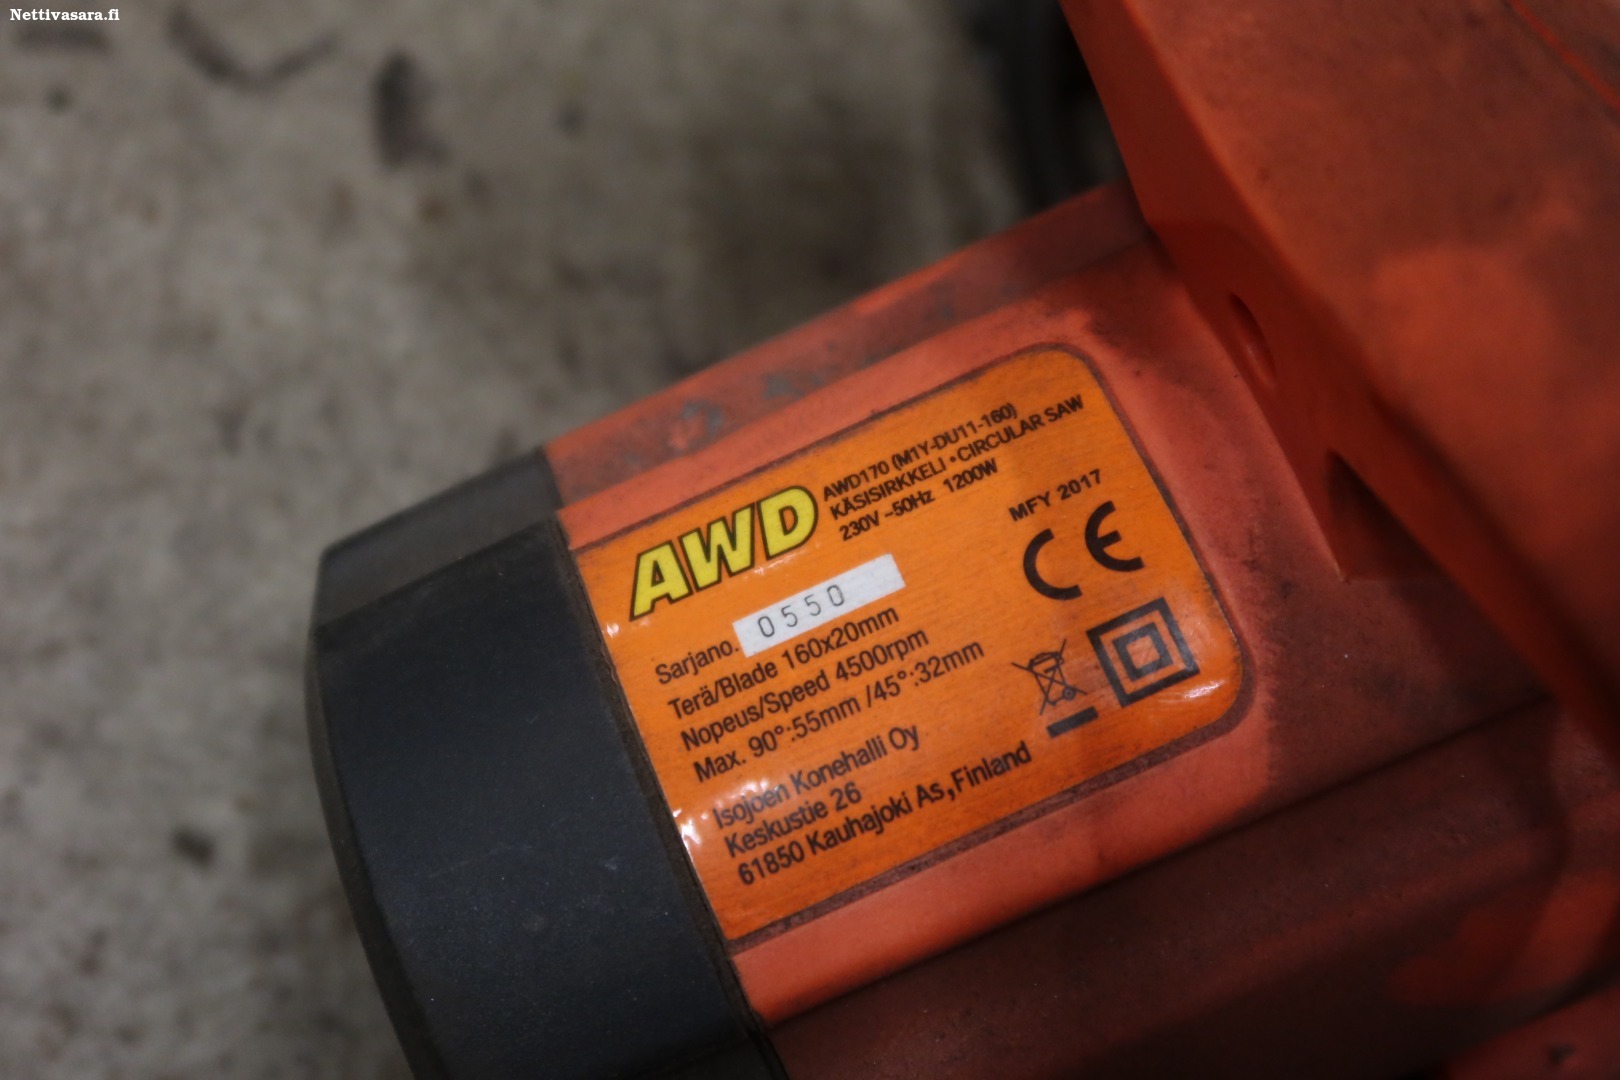 Nettivasara.fi
AWD
AWD170 (M1Y-DU11-160)
KÄSISIRKKELI • CIRCULAR SAW
230V ~50Hz 1200W
MFY 2017
CE
Sarjano. 0550
Terä/Blade 160x20mm
Nopeus/Speed 4500rpm
Max. 90°:55mm /45°:32mm
Isojoen Konehalli Oy
Keskustie 26
61850 Kauhajoki As, Finland